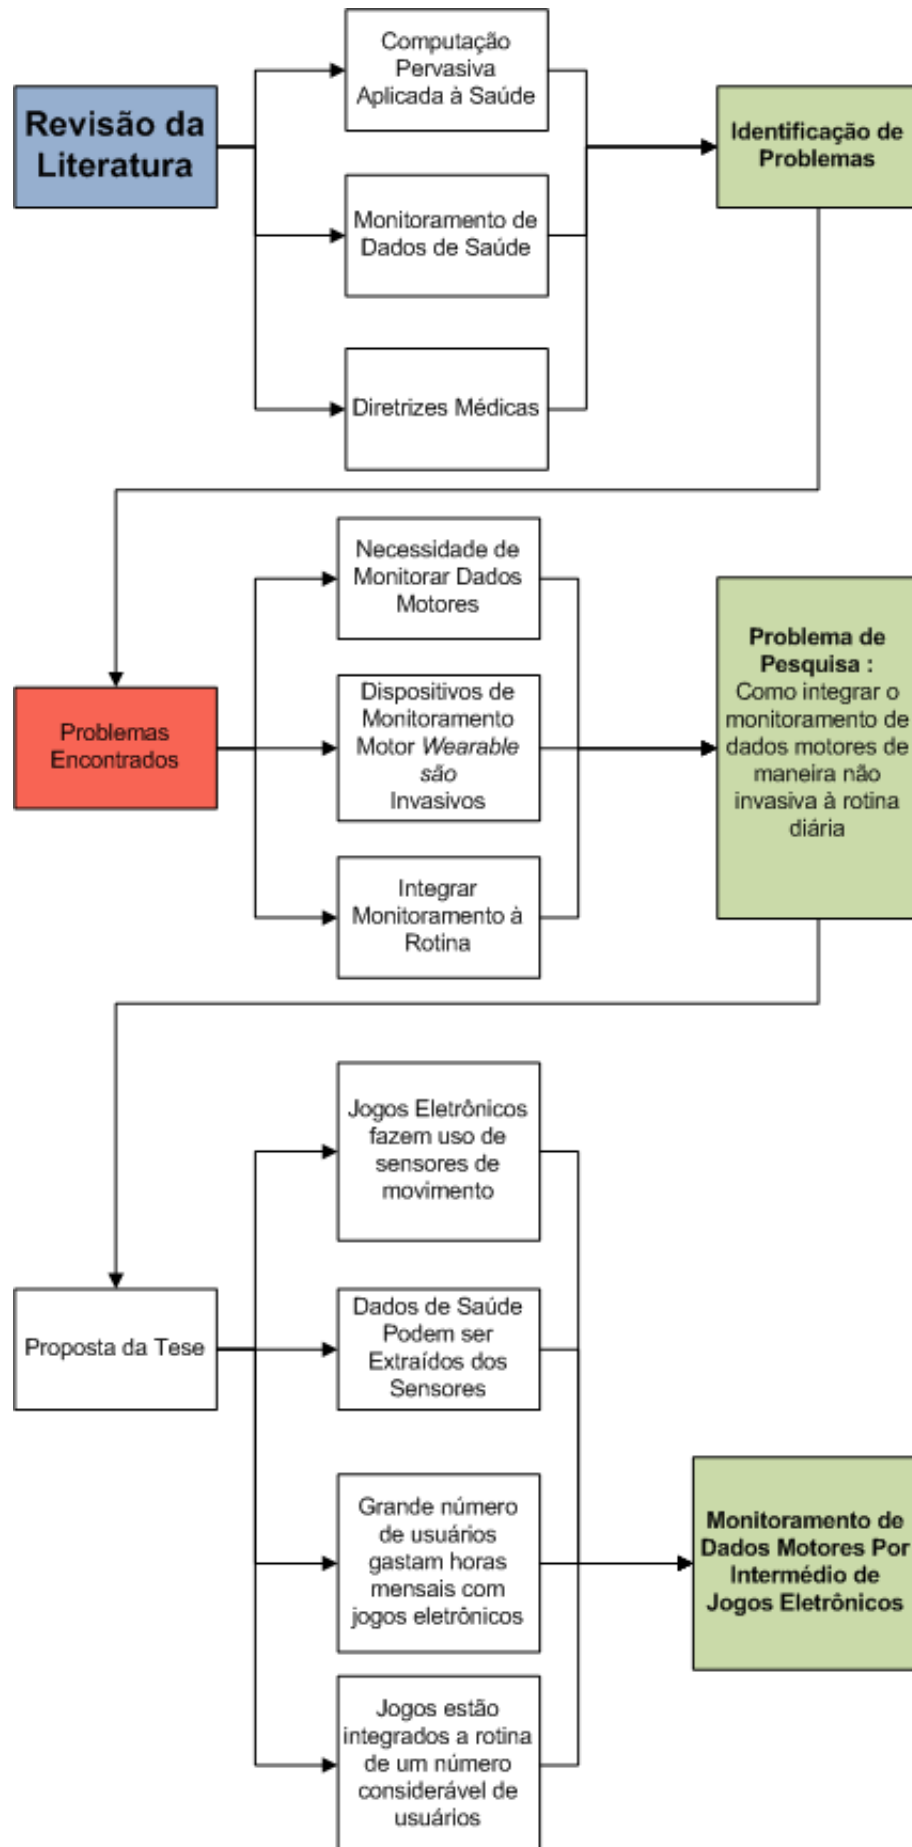 Computação
Pervasiva
Aplicada à Saúde
Revisão da
Literatura
Identificação de
Problemas
Monitoramento de
Dados de Saúde
Diretrizes Médicas
Necessidade de
Monitorar Dados
Motores
Problemas
Encontrados
Dispositivos de
Monitoramento
Motor Wearable
são
Invasivos
Problema de
Pesquisa :
Como integrar o
monitoramento de
dados motores de
maneira não
invasiva à rotina
diária
Integrar
Monitoramento à
Rotina
Jogos Eletrônicos
fazem uso de
sensores de
movimento
Proposta da Tese
Dados de Saúde
Podem ser
Extraídos dos
Sensores
Grande número
de usuários
gastam horas
mensais com
jogos eletrônicos
Monitoramento de
Dados Motores Por
Intermédio de
Jogos Eletrônicos
Jogos estão
integrados a rotina
de um número
considerável de
usuários